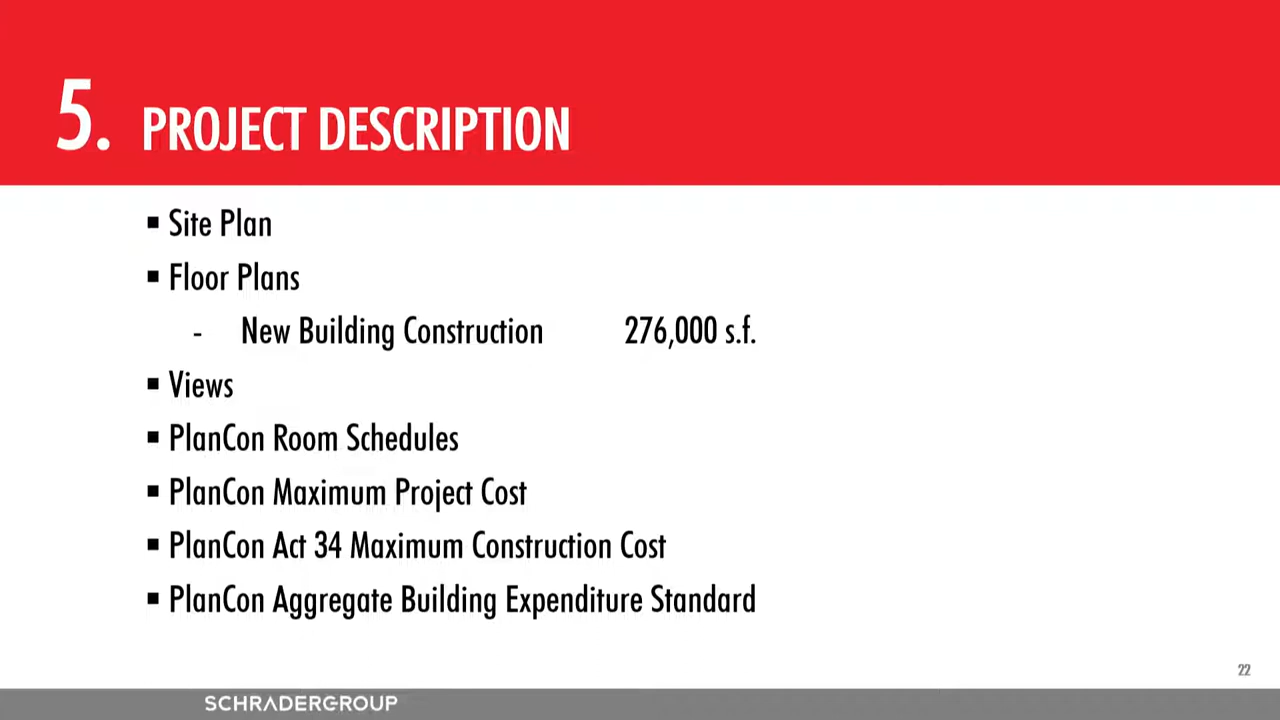 5. PROJECT DESCRIPTION
▪ Site Plan
▪ Floor Plans
- New Building Construction 276,000 s.f.
▪ Views
▪ PlanCon Room Schedules
▪ PlanCon Maximum Project Cost
▪ PlanCon Act 34 Maximum Construction Cost
▪ PlanCon Aggregate Building Expenditure Standard
22
SCHRADERGROUP